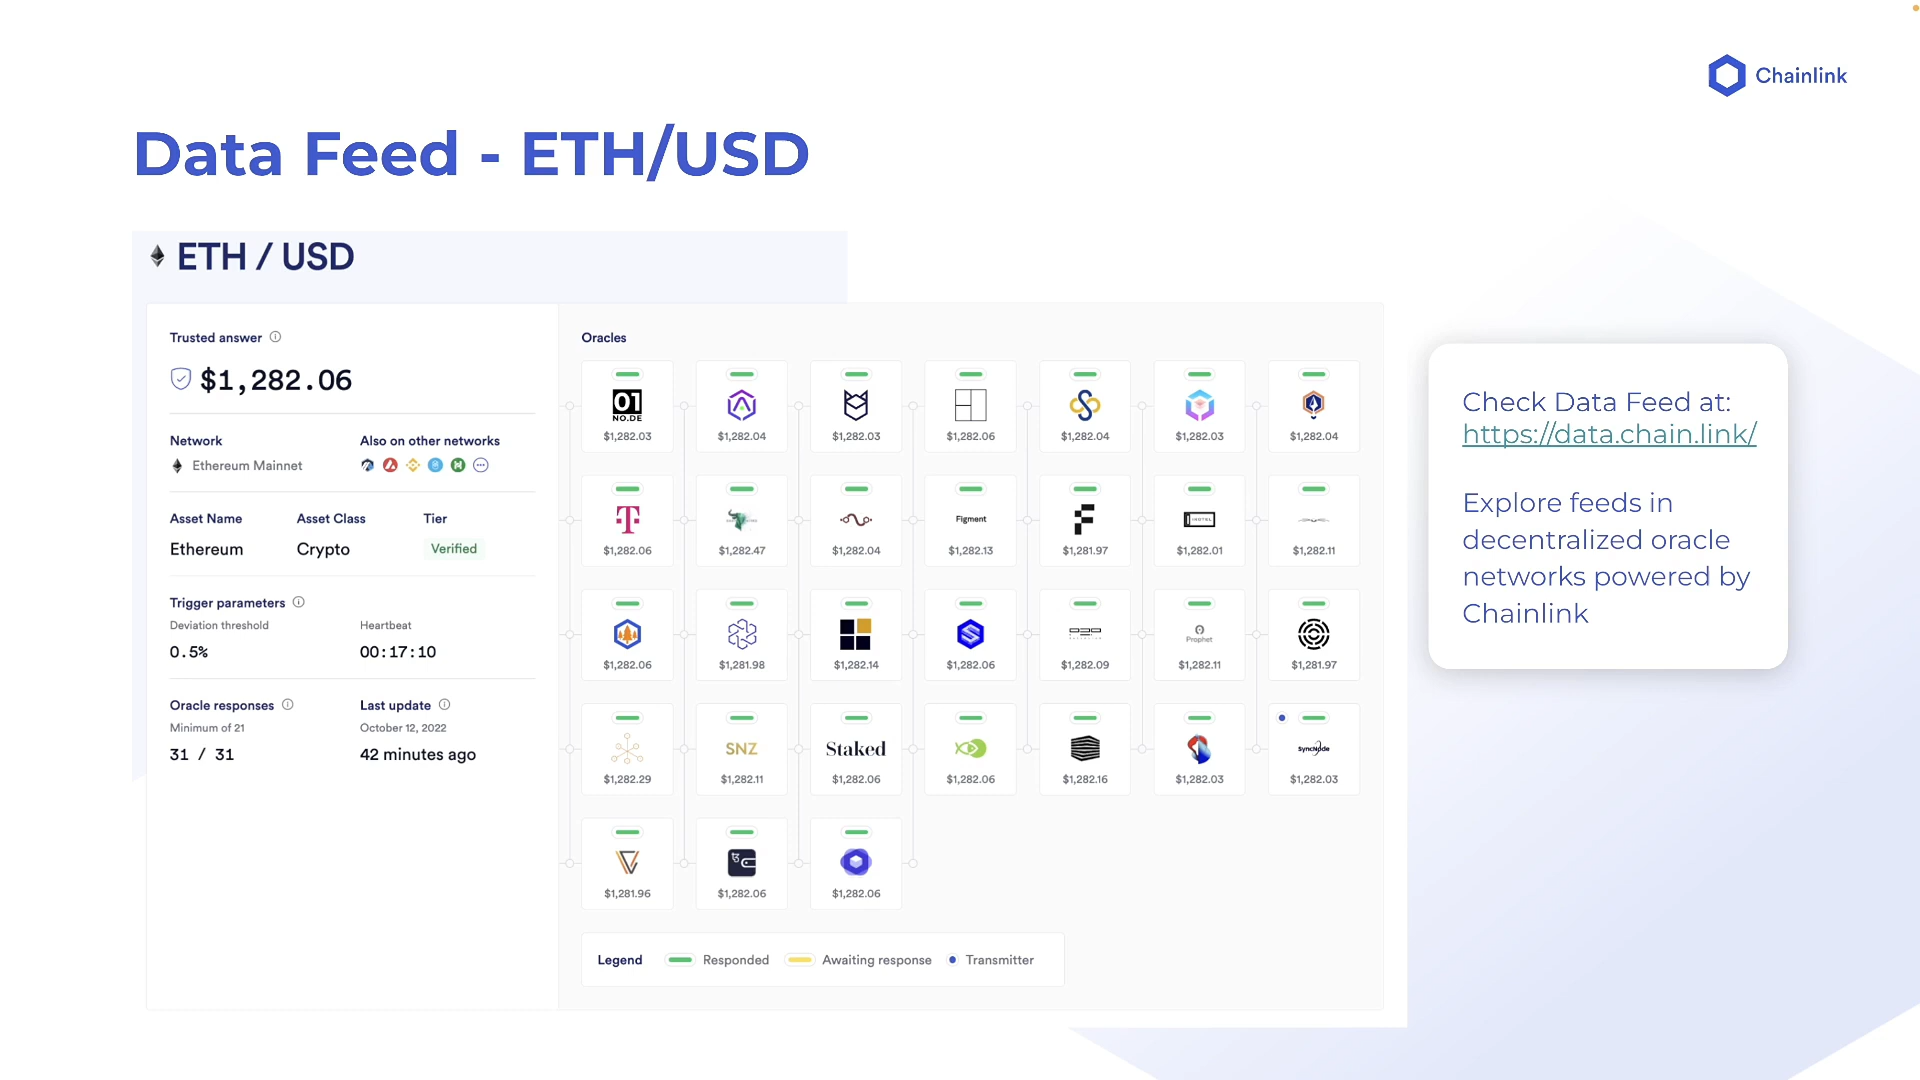 Chainlink
Data Feed - ETH/USD
ETH / USD
Trusted answer
$1,282.06
Network
Also on other networks
Ethereum Mainnet
Asset Name
Asset Class
Tier
Ethereum
Crypto
Verified
Trigger parameters
Deviation threshold
Heartbeat
0.5%
00:17:10
Oracle responses
Last update
Minimum of 21
October 12, 2022
31 / 31
42 minutes ago
Oracles
01
NO.DE
$1,282.03
$1,282.04
$1,282.03
$1,282.06
$1,282.04
$1,282.03
$1,282.04
T
Figment
$1,282.06
$1,282.47
$1,282.04
$1,282.13
$1,281.97
$1,282.01
$1,282.11
Prophet
$1,282.06
$1,281.98
$1,282.14
$1,282.06
$1,282.09
$1,282.11
$1,281.97
SNZ
Staked
SyncNode
$1,282.29
$1,282.11
$1,282.06
$1,282.06
$1,282.16
$1,282.03
$1,282.03
$1,281.96
$1,282.06
$1,282.06
Legend
Responded
Awaiting response
Transmitter
Check Data Feed at:
https://data.chain.link/
Explore feeds in
decentralized oracle
networks powered by
Chainlink